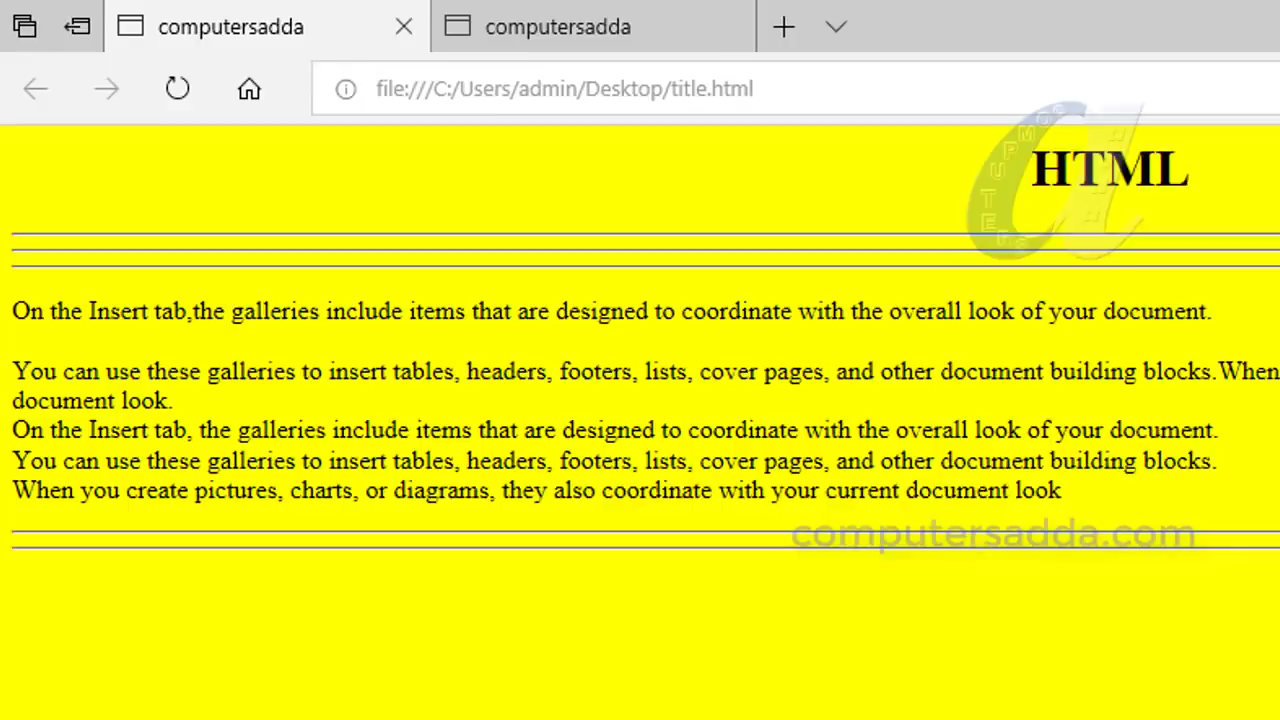 computersadda
computersadda
file:///C:/Users/admin/Desktop/title.html
COMPUTERS
HTML
On the Insert tab,the galleries include items that are designed to coordinate with the overall look of your document.
You can use these galleries to insert tables, headers, footers, lists, cover pages, and other document building blocks.When
document look.
On the Insert tab, the galleries include items that are designed to coordinate with the overall look of your document.
You can use these galleries to insert tables, headers, footers, lists, cover pages, and other document building blocks.
When you create pictures, charts, or diagrams, they also coordinate with your current document look
computersadda.com